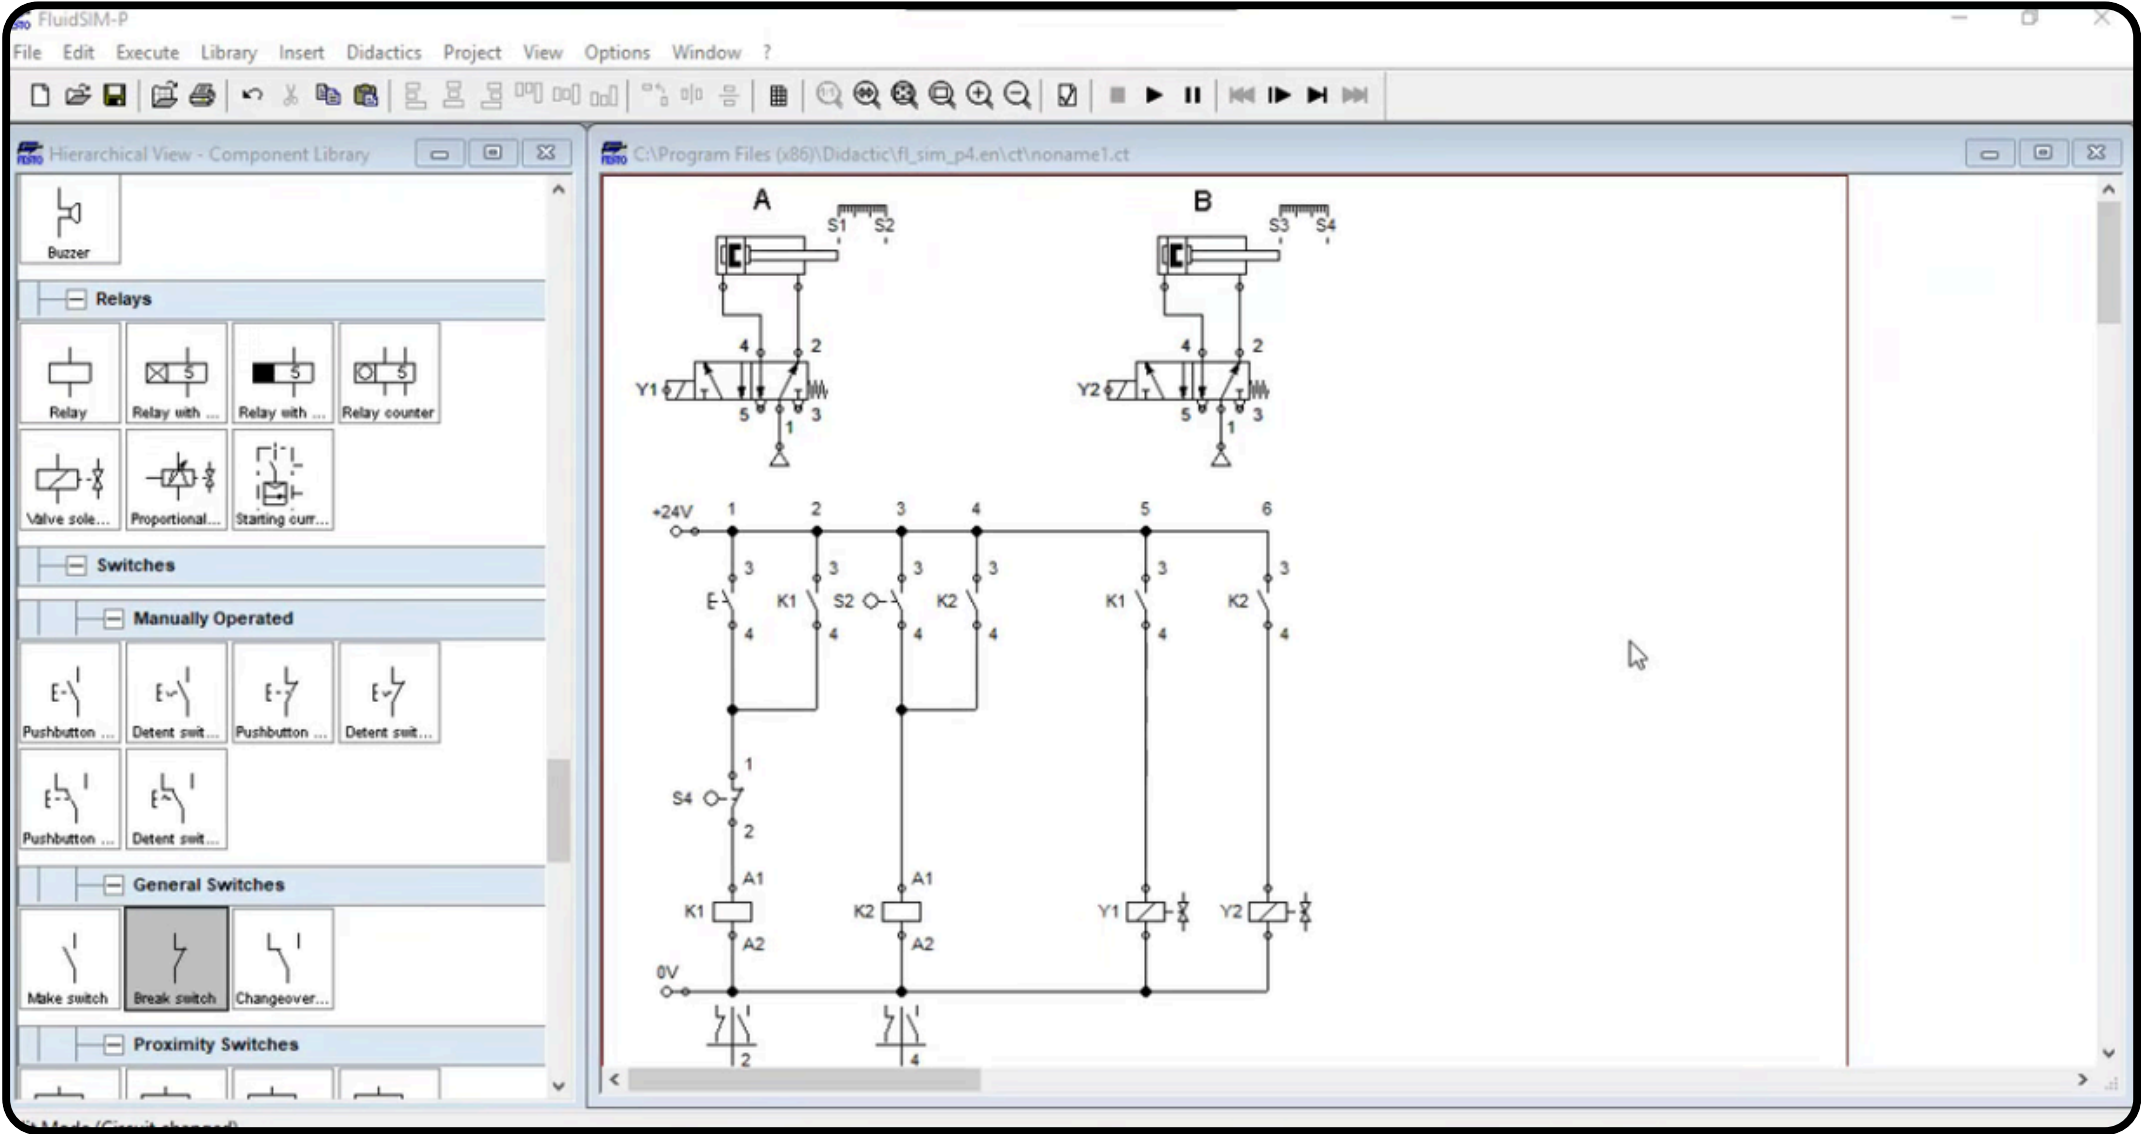 FluidSIM-P
File Edit Execute Library Insert Didactics Project View Options Window ?
Hierarchical View - Component Library
Buzzer
Relays
Relay Relay with ... Relay with ... Relay counter
Valve sole... Proportional... Starting curr...
Switches
Manually Operated
Pushbutton ... Detent swit... Pushbutton ... Detent swit...
Pushbutton ... Detent swit...
General Switches
Make switch Break switch Changeover...
Proximity Switches
FESTO C:\Program Files (x86)\Didactic\fl_sim_p4.en\ct\noname1.ct
A B
S1 S2 S3 S4
4 2 4 2
Y1 Y2
5 3 5 3
1 1
+24V 1 2 3 4 5 6
3 3 3 3 3 3
K1 S2 K2 K1 K2
4 4 4 4 4 4
1
S4
2
A1 A1
K1 K2 Y1 Y2
A2 A2
0V
2 4